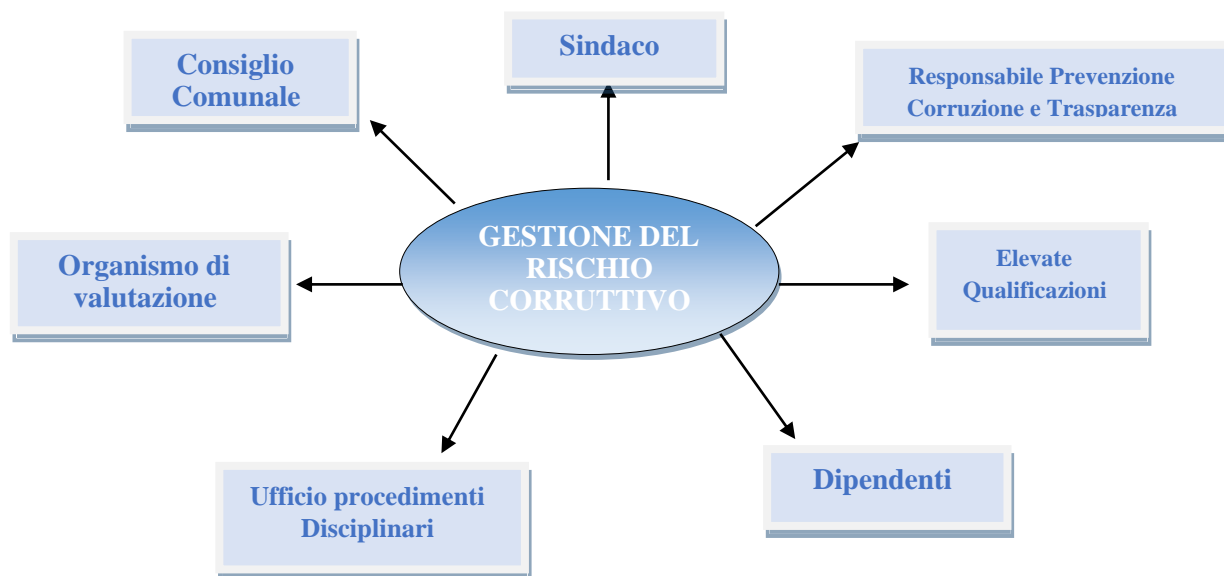 Sindaco
Consiglio
Comunale
Responsabile Prevenzione
Corruzione e Trasparenza
GESTIONE DEL
RISCHIO
CORRUTTIVO
Organismo di
valutazione
Elevate
Qualificazioni
Ufficio procedimenti
Disciplinari
Dipendenti